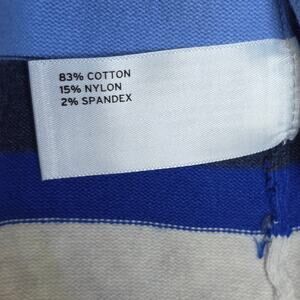 83% COTTON
15% NYLON
2% SPANDEX